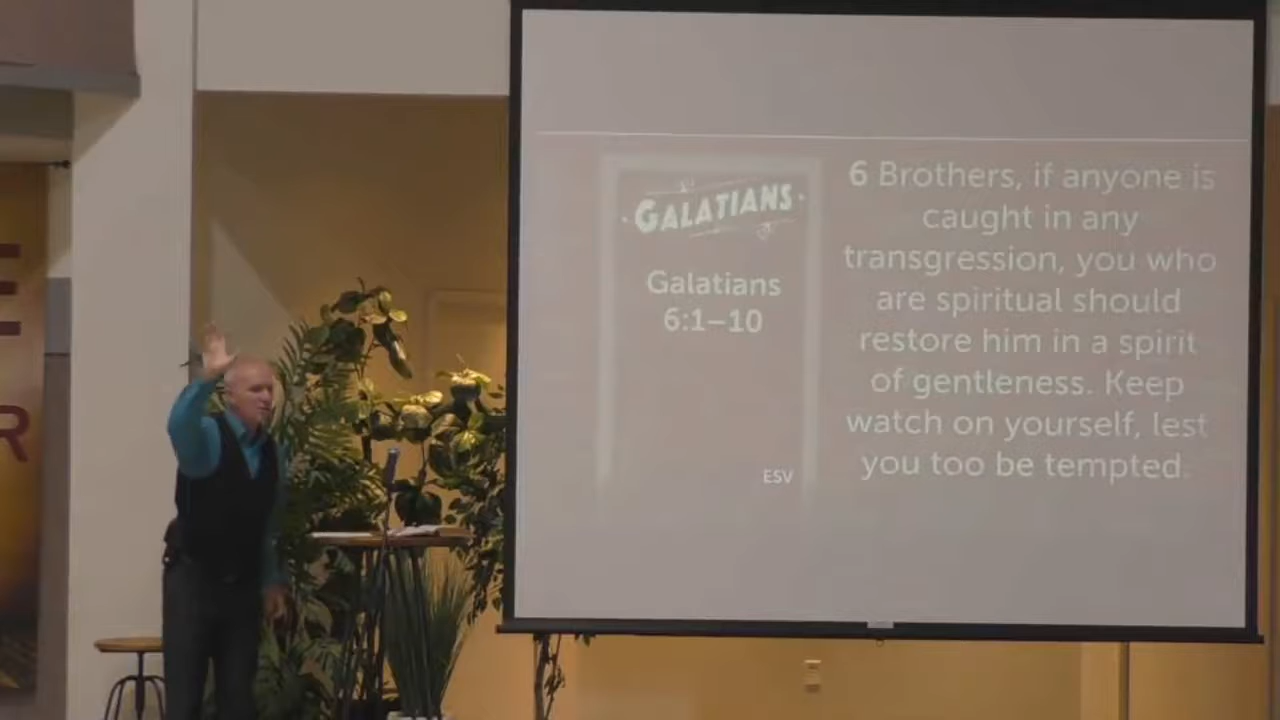 GALATIANS
Galatians
6:1–10
ESV
6 Brothers, if anyone is
caught in any
transgression, you who
are spiritual should
restore him in a spirit
of gentleness. Keep
watch on yourself, lest
you too be tempted.